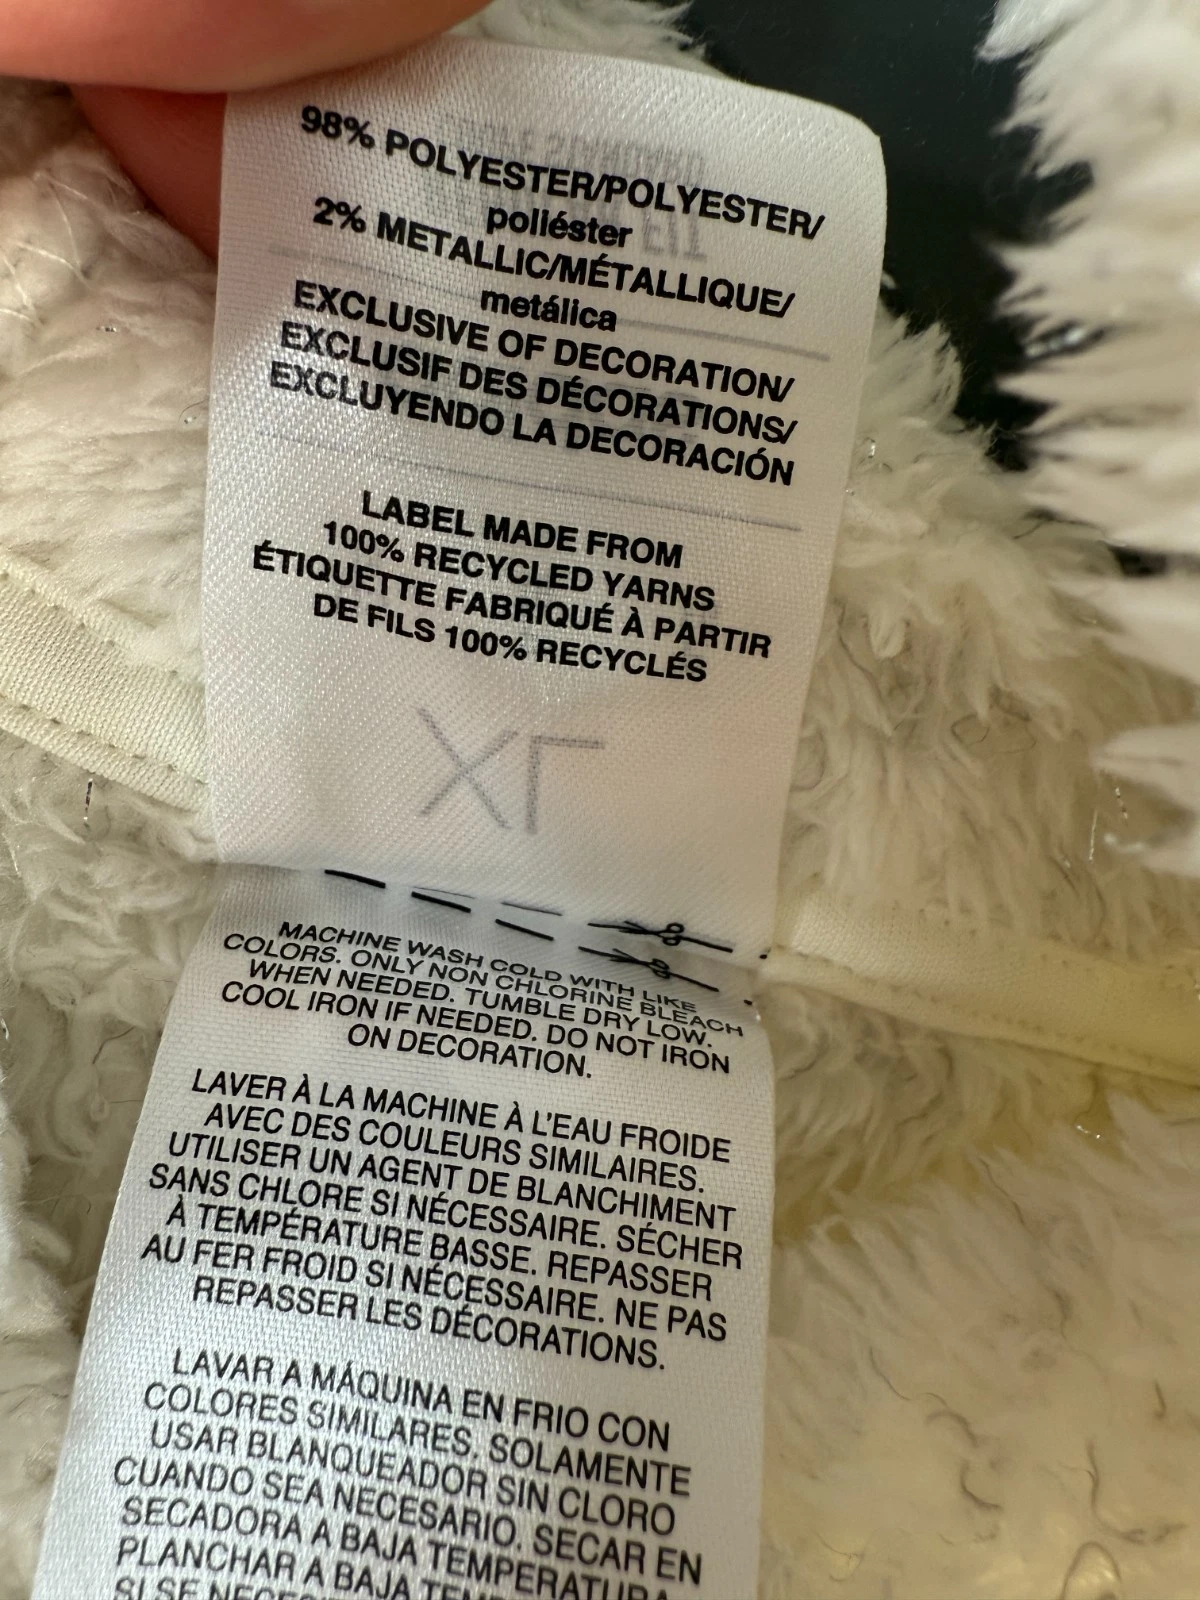 98% POLYESTER/POLYESTER/
poliéster
2% METALLIC/MÉTALLIQUE/
metálica
EXCLUSIVE OF DECORATION/
EXCLUSIF DES DÉCORATIONS/
EXCLUYENDO LA DECORACIÓN
LABEL MADE FROM
100% RECYCLED YARNS
ÉTIQUETTE FABRIQUÉ À PARTIR
DE FILS 100% RECYCLÉS
XL
MACHINE WASH COLD WITH LIKE
COLORS. ONLY NON CHLORINE BLEACH
WHEN NEEDED. TUMBLE DRY LOW.
COOL IRON IF NEEDED. DO NOT IRON
ON DECORATION.
LAVER À LA MACHINE À L'EAU FROIDE
AVEC DES COULEURS SIMILAIRES.
UTILISER UN AGENT DE BLANCHIMENT
SANS CHLORE SI NÉCESSAIRE. SÉCHER
À TEMPÉRATURE BASSE. REPASSER
AU FER FROID SI NÉCESSAIRE. NE PAS
REPASSER LES DÉCORATIONS.
LAVAR A MÁQUINA EN FRIO CON
COLORES SIMILARES. SOLAMENTE
USAR BLANQUEADOR SIN CLORO
CUANDO SEA NECESARIO. SECAR EN
SECADORA A BAJA TEMPERATURA.
PLANCHAR A BAJA
SI SE